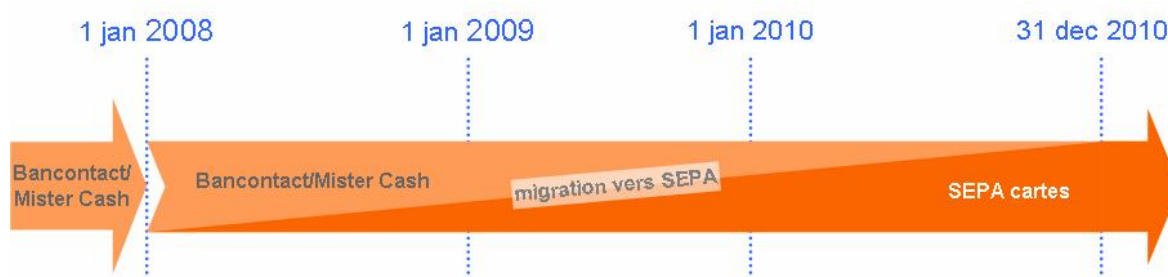 1 jan 2008
1 jan 2009
1 jan 2010
31 dec 2010
Bancontact/
Mister Cash
Bancontact/Mister Cash
migration vers SEPA
SEPA cartes